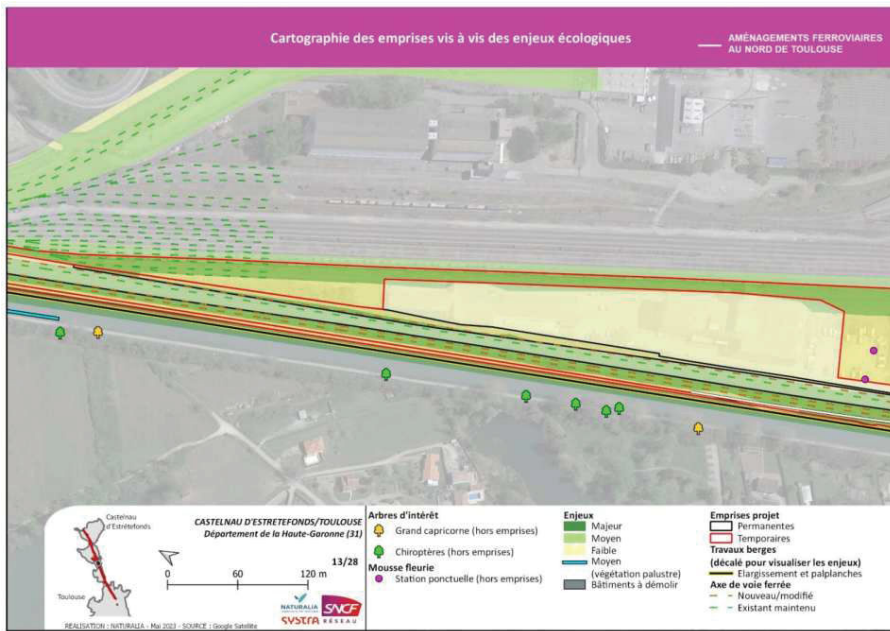 Cartographie des emprises vis à vis des enjeux écologiques
AMÉNAGEMENTS FERROVIAIRES
AU NORD DE TOULOUSE
Castelnau
d'Estrétefonds
Toulouse
CASTELNAU D'ESTRETEFONDS/TOULOUSE
Département de la Haute-Garonne (31)
13/28
0 60 120 m
NATURALIA
SYSTRA
SNCF
RÉSEAU
REALISATION : NATURALIA - Mai 2023 - SOURCE : Google Satellite
Arbres d'intérêt
Grand capricorne (hors emprises)
Chiroptères (hors emprises)
Mousse fleurie
Station ponctuelle (hors emprises)
Enjeux
Majeur
Moyen
Faible
Moyen
(végétation palustre)
Bâtiments à démolir
Emprises projet
Permanentes
Temporaires
Travaux berges
(décalé pour visualiser les enjeux)
Elargissement et palplanches
Axe de voie ferrée
Nouveau/modifié
Existant maintenu